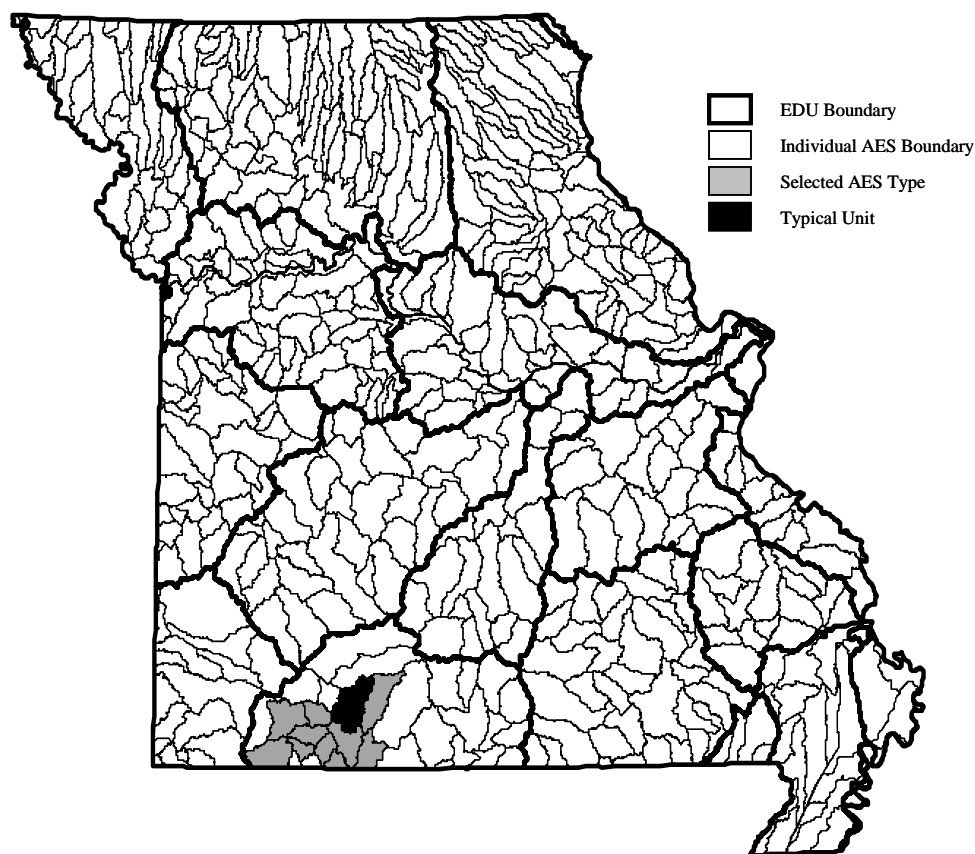 EDU Boundary
Individual AES Boundary
Selected AES Type
Typical Unit